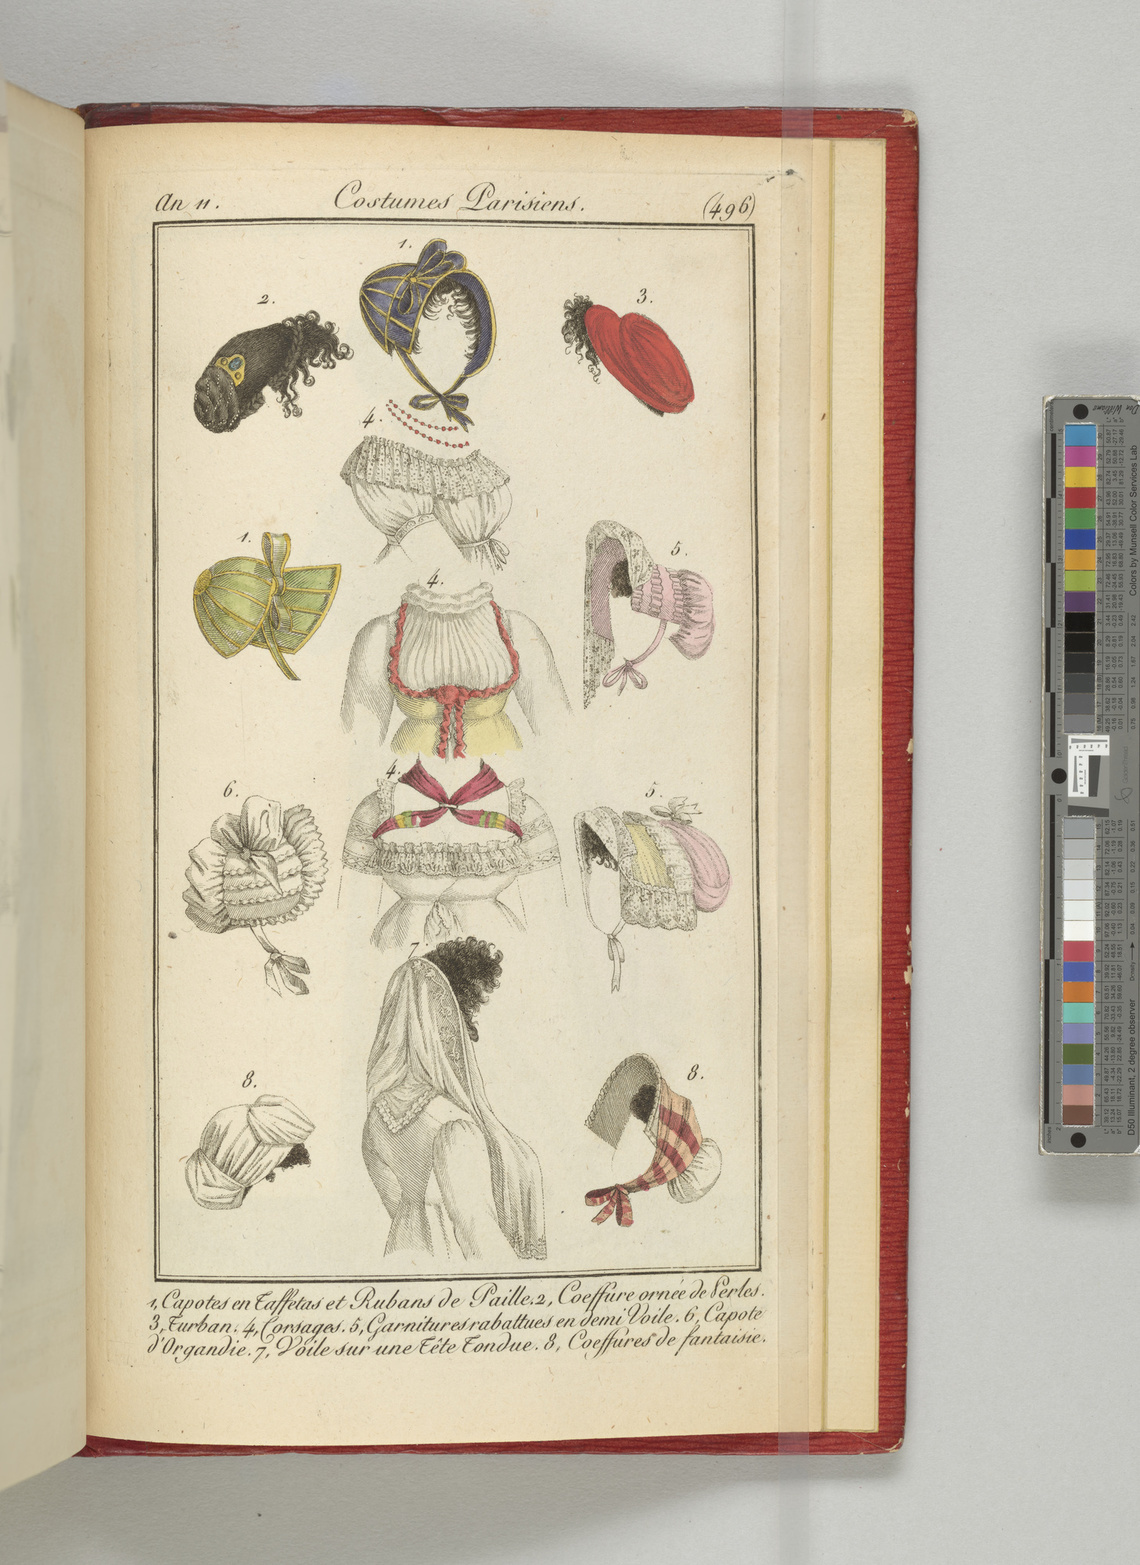 An 11.
Costumes Parisiens.
(496)
1.
2.
3.
4.
1.
4.
5.
4.
6.
5.
7.
8.
8.
1, Capotes en Taffetas et Rubans de Paille. 2, Coeffure ornée de Perles.
3, Turban. 4, Corsages. 5, Garnitures rabattues en demi Voile. 6, Capote
d'Organdie. 7, Voile sur une Tête Tondue. 8, Coeffures de fantaisie.
D50 Illuminant, 2 degree observer
Density
Colors by Munsell Color Services Lab